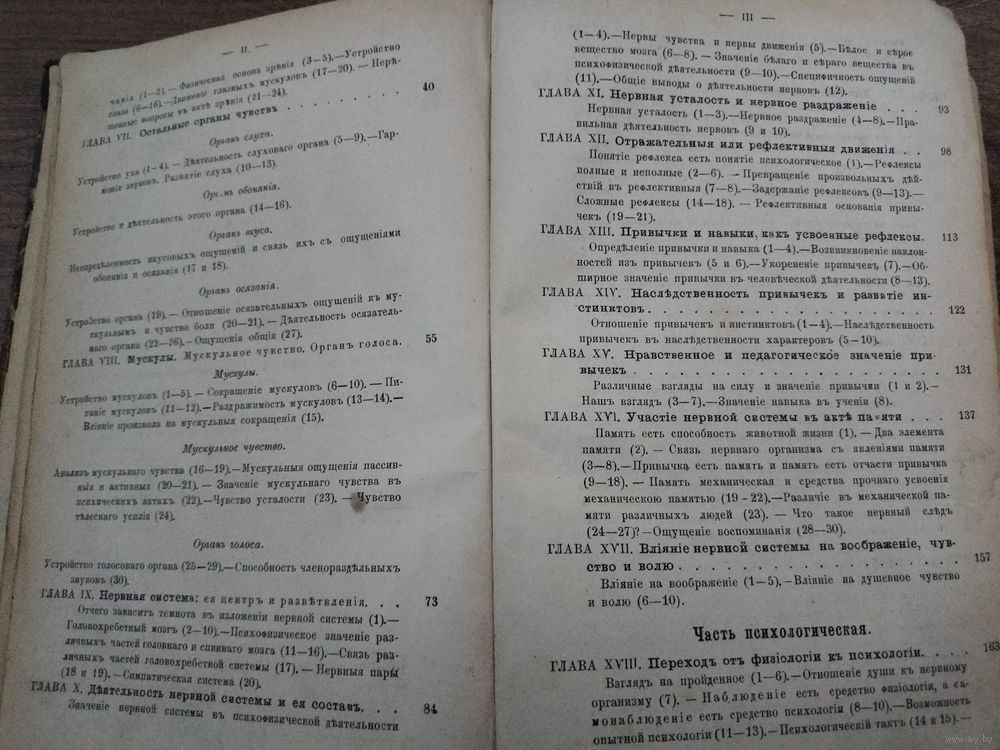 — II. —
чанія (1—2).—Физическая основа зрѣнія (3—5).—Устройство
глаза (6—16).—Движеніе глазныхъ мускуловъ (17—20). — Нерѣ-
шенные вопросы въ актѣ зрѣнія (21—24).
ГЛАВА VII. Остальные органы чувствъ . . . . . . . . 40
Органъ слуха.
Устройство уха (1—4). — Дѣятельность слуховаго органа (5—9).—Гар-
монія звуковъ. Развитіе слуха (10—13).
Органъ обонянія.
Устройство и дѣятельность этого органа (14—16).
Органъ вкуса.
Неопредѣленность вкусовыхъ ощущеній и связь ихъ съ ощущеніями
обонянія и осязанія (17 и 18).
Органъ осязанія.
Устройство органа (19).—Отношеніе осязательныхъ ощущеній къ му-
скульнымъ и чувство боли (20—21).—Дѣятельность осязатель-
наго органа (22—26).—Ощущенія общія (27).
ГЛАВА VIII. Мускулы. Мускульное чувство. Органъ голоса. 55
Мускулы.
Устройство мускуловъ (1—5).— Сокращеніе мускуловъ (6—10). — Пи-
таніе мускуловъ (11—12).—Раздражимость мускуловъ (13—14).—
Вліяніе произвола на мускульныя сокращенія (15).
Мускульное чувство.
Анализъ мускульнаго чувства (16—19).—Мускульныя ощущенія пассив-
ныя и активныя (20—21). — Значеніе мускульнаго чувства въ
психическихъ актахъ (22).—Чувство усталости (23). —Чувство
тѣлеснаго усилія (24).
Органъ голоса.
Устройство голосоваго органа (25—29).—Способность членораздѣльныхъ
звуковъ (30).
ГЛАВА IX. Нервная система: ея центръ и развѣтвленія. . . 73
Отчего зависитъ темнота въ изложеніи нервной системы (1).—
Головохребетный мозгъ (2—10).—Психофизическое значеніе раз-
личныхъ частей головнаго и спиннаго мозга (11—16).—Связь раз-
личныхъ частей головохребетной системы (17). — Нервныя пары
(18 и 19).—Симпатическая система (20).
ГЛАВА X. Дѣятельность нервной системы и ея составъ. . . 84
Значеніе нервной системы въ психофизической дѣятельности
— III —
(1—4).—Нервы чувства и нервы движенія (5).—Бѣлое и сѣрое
вещество мозга (6—8). — Значеніе бѣлаго и сѣраго вещества въ
психофизической дѣятельности (9—10).—Специфичность ощущеній
(11).—Общіе выводы о дѣятельности нервовъ (12).
ГЛАВА XI. Нервная усталость и нервное раздраженіе . . . 93
Нервная усталость (1—3).—Нервное раздраженіе (4—8).—Пра-
вильная дѣятельность нервовъ (9 и 10).
ГЛАВА XII. Отражательныя или рефлективныя движенія . . 98
Понятіе рефлекса есть понятіе психологическое (1).—Рефлексы
полные и неполные (2—6). — Превращеніе произвольныхъ дѣй-
ствій въ рефлективныя (7—8).—Задержаніе рефлексовъ (9—13).—
Сложные рефлексы (14—18). — Рефлективныя основанія привы-
чекъ (19—21).
ГЛАВА XIII. Привычки и навыки, какъ усвоенные рефлексы. 113
Опредѣленіе привычки и навыка (1—4).—Возникновеніе наклон-
ностей изъ привычекъ (5 и 6).—Укорененіе привычекъ (7).—Об-
ширное значеніе привычки въ человѣческой дѣятельности (8—13).
ГЛАВА XIV. Наслѣдственность привычекъ и развитіе ин-
стинктовъ. . . . . . . . . . . . . . . . . . 122
Отношеніе привычекъ и инстинктовъ (1—4).—Наслѣдственность
привычекъ въ наслѣдственности характеровъ (5—10).
ГЛАВА XV. Нравственное и педагогическое значеніе при
вычекъ . . . . . . . . . . . . . . . . . . . 131
Различные взгляды на силу и значеніе привычки (1 и 2).—
Нашъ взглядъ (3—7).—Значеніе навыка въ ученіи (8).
ГЛАВА XVI. Участіе нервной системы въ актѣ памяти . . . 137
Память есть способность животной жизни (1). — Два элемента
памяти (2). — Связь нервнаго организма съ явленіями памяти
(3—8).—Привычка есть память и память есть отчасти привычка
(9—18). — Память механическая и средства прочнаго усвоенія
механическою памятью (19—22).—Различіе въ механической па-
мяти различныхъ людей (23). — Что такое нервный слѣдъ
(24—27)?—Ощущеніе воспоминанія (28—30).
ГЛАВА XVII. Вліяніе нервной системы на воображеніе, чув-
ство и волю . . . . . . . . . . . . . . . . 157
Вліяніе на воображеніе (1—5).—Вліяніе на душевное чувство
и волю (6—10).
Часть психологическая.
ГЛАВА XVIII. Переходъ отъ физіологіи къ психологіи. . . . 163
Взглядъ на пройденное (1—6).—Отношеніе души къ нервному
организму (7). — Наблюденіе есть средство физіологіи, а са-
монаблюденіе есть средство психологіи (8—10).—Возможность
опытной психологіи (11—13).—Психологическій тактъ (14 и 15).—
www.ay.by